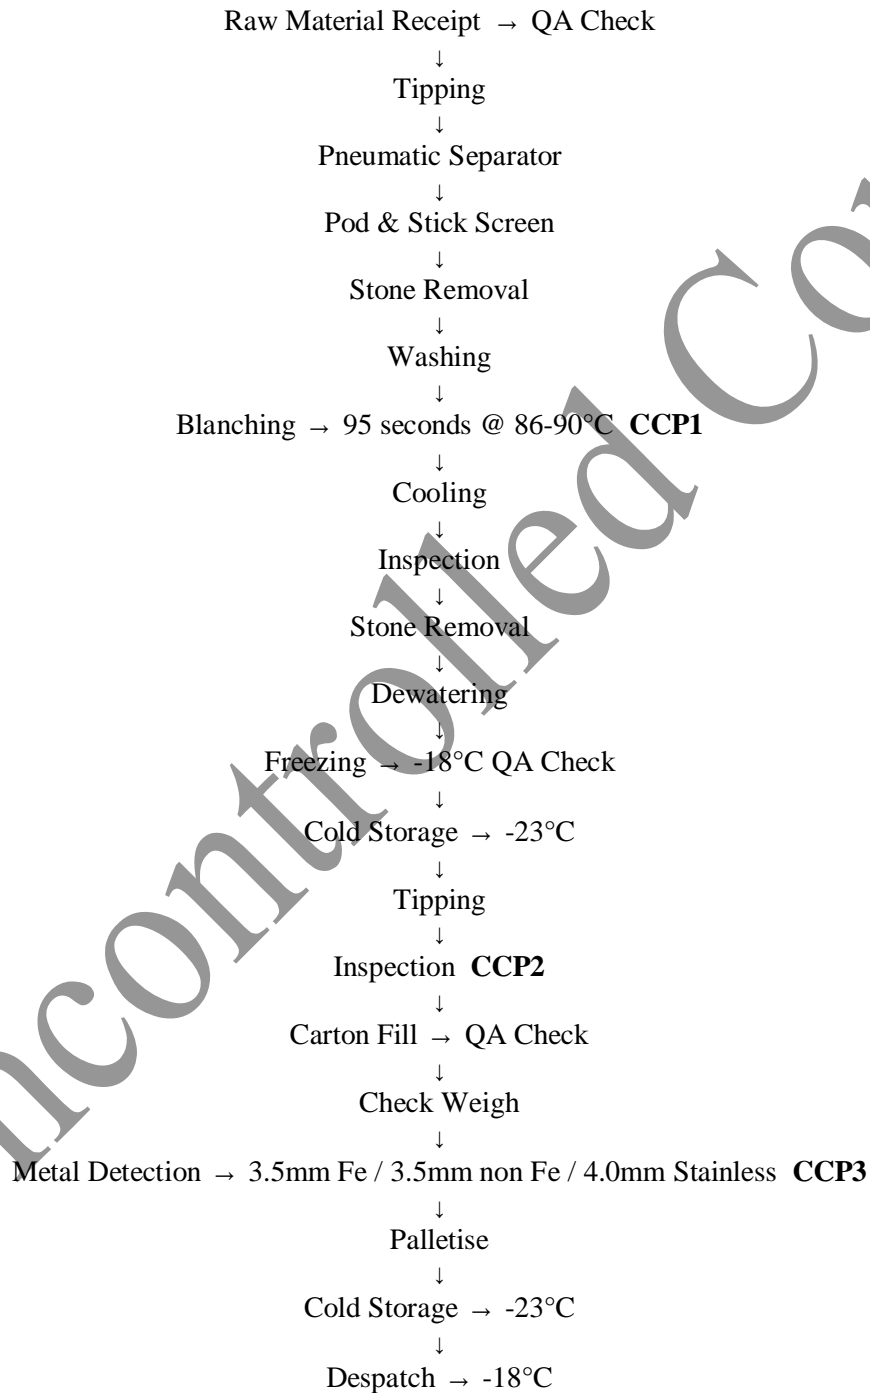 Raw Material Receipt → QA Check
↓
Tipping
↓
Pneumatic Separator
↓
Pod & Stick Screen
↓
Stone Removal
↓
Washing
↓
Blanching → 95 seconds @ 86-90°C CCP1
↓
Cooling
↓
Inspection
↓
Stone Removal
↓
Dewatering
↓
Freezing → -18°C QA Check
↓
Cold Storage → -23°C
↓
Tipping
↓
Inspection CCP2
↓
Carton Fill → QA Check
↓
Check Weigh
↓
Metal Detection → 3.5mm Fe / 3.5mm non Fe / 4.0mm Stainless CCP3
↓
Palletise
↓
Cold Storage → -23°C
↓
Despatch → -18°C
ncontrolled Co